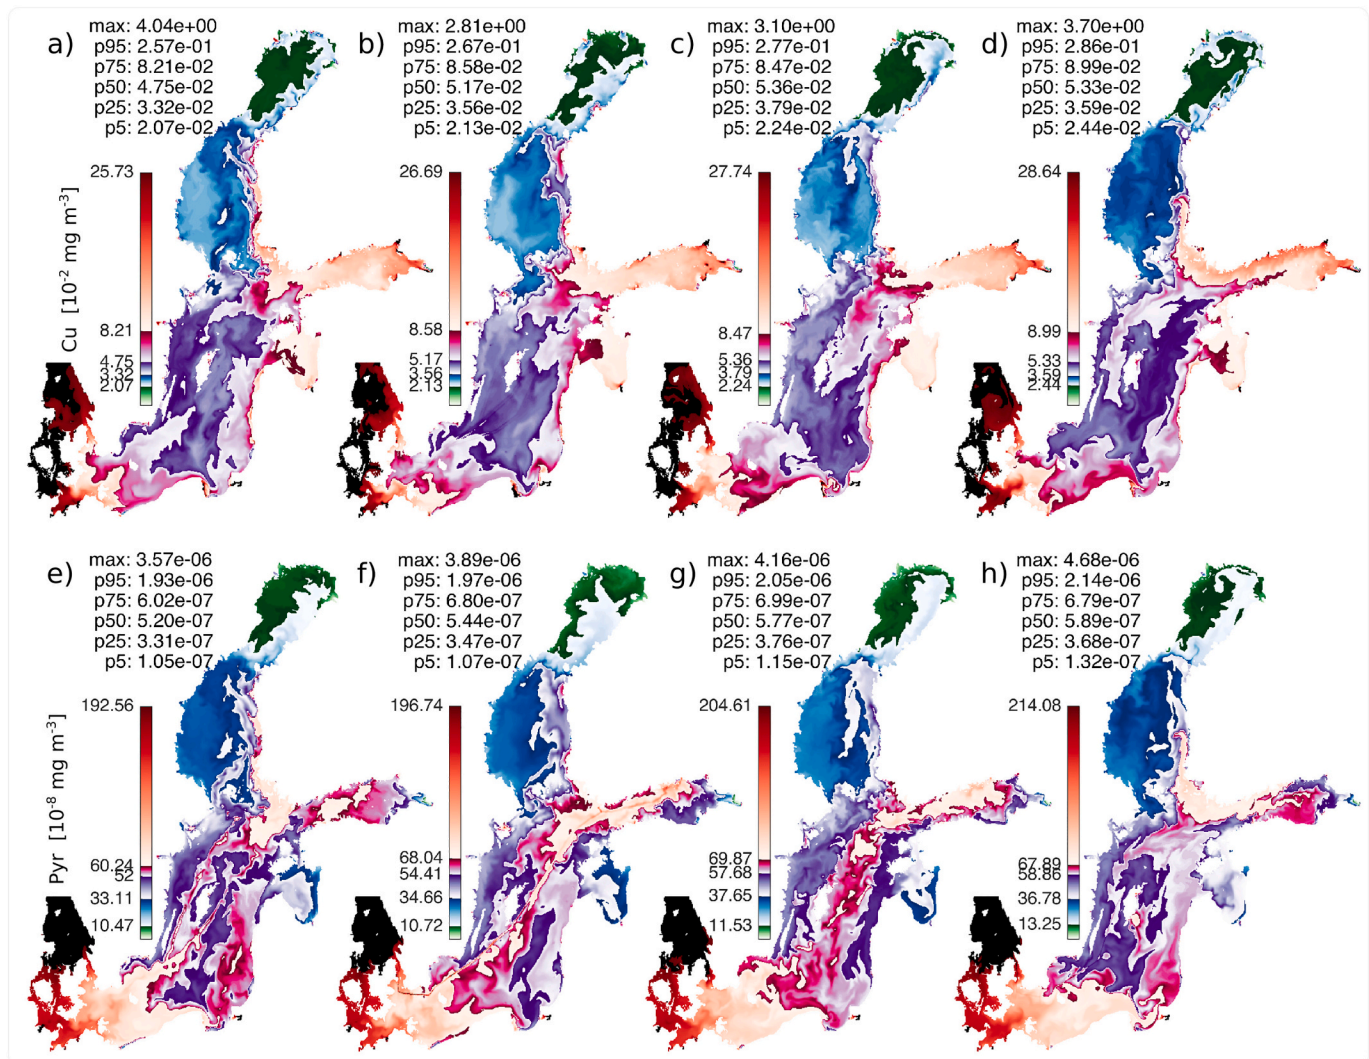 a)
max: 4.04e+00
p95: 2.57e-01
p75: 8.21e-02
p50: 4.75e-02
p25: 3.32e-02
p5: 2.07e-02
b)
max: 2.81e+00
p95: 2.67e-01
p75: 8.58e-02
p50: 5.17e-02
p25: 3.56e-02
p5: 2.13e-02
c)
max: 3.10e+00
p95: 2.77e-01
p75: 8.47e-02
p50: 5.36e-02
p25: 3.79e-02
p5: 2.24e-02
d)
max: 3.70e+00
p95: 2.86e-01
p75: 8.99e-02
p50: 5.33e-02
p25: 3.59e-02
p5: 2.44e-02
Cu [10⁻² mg m⁻³]
25.73
8.21
4.75
3.32
2.07
26.69
8.58
5.17
3.56
2.13
27.74
8.47
5.36
3.79
2.24
28.64
8.99
5.33
3.59
2.44
e)
max: 3.57e-06
p95: 1.93e-06
p75: 6.02e-07
p50: 5.20e-07
p25: 3.31e-07
p5: 1.05e-07
f)
max: 3.89e-06
p95: 1.97e-06
p75: 6.80e-07
p50: 5.44e-07
p25: 3.47e-07
p5: 1.07e-07
g)
max: 4.16e-06
p95: 2.05e-06
p75: 6.99e-07
p50: 5.77e-07
p25: 3.76e-07
p5: 1.15e-07
h)
max: 4.68e-06
p95: 2.14e-06
p75: 6.79e-07
p50: 5.89e-07
p25: 3.68e-07
p5: 1.32e-07
Pyr [10⁻⁸ mg m⁻³]
192.56
60.24
52
33.11
10.47
196.74
68.04
54.41
34.66
10.72
204.61
69.87
57.68
37.65
11.53
214.08
67.89
58.86
36.78
13.25